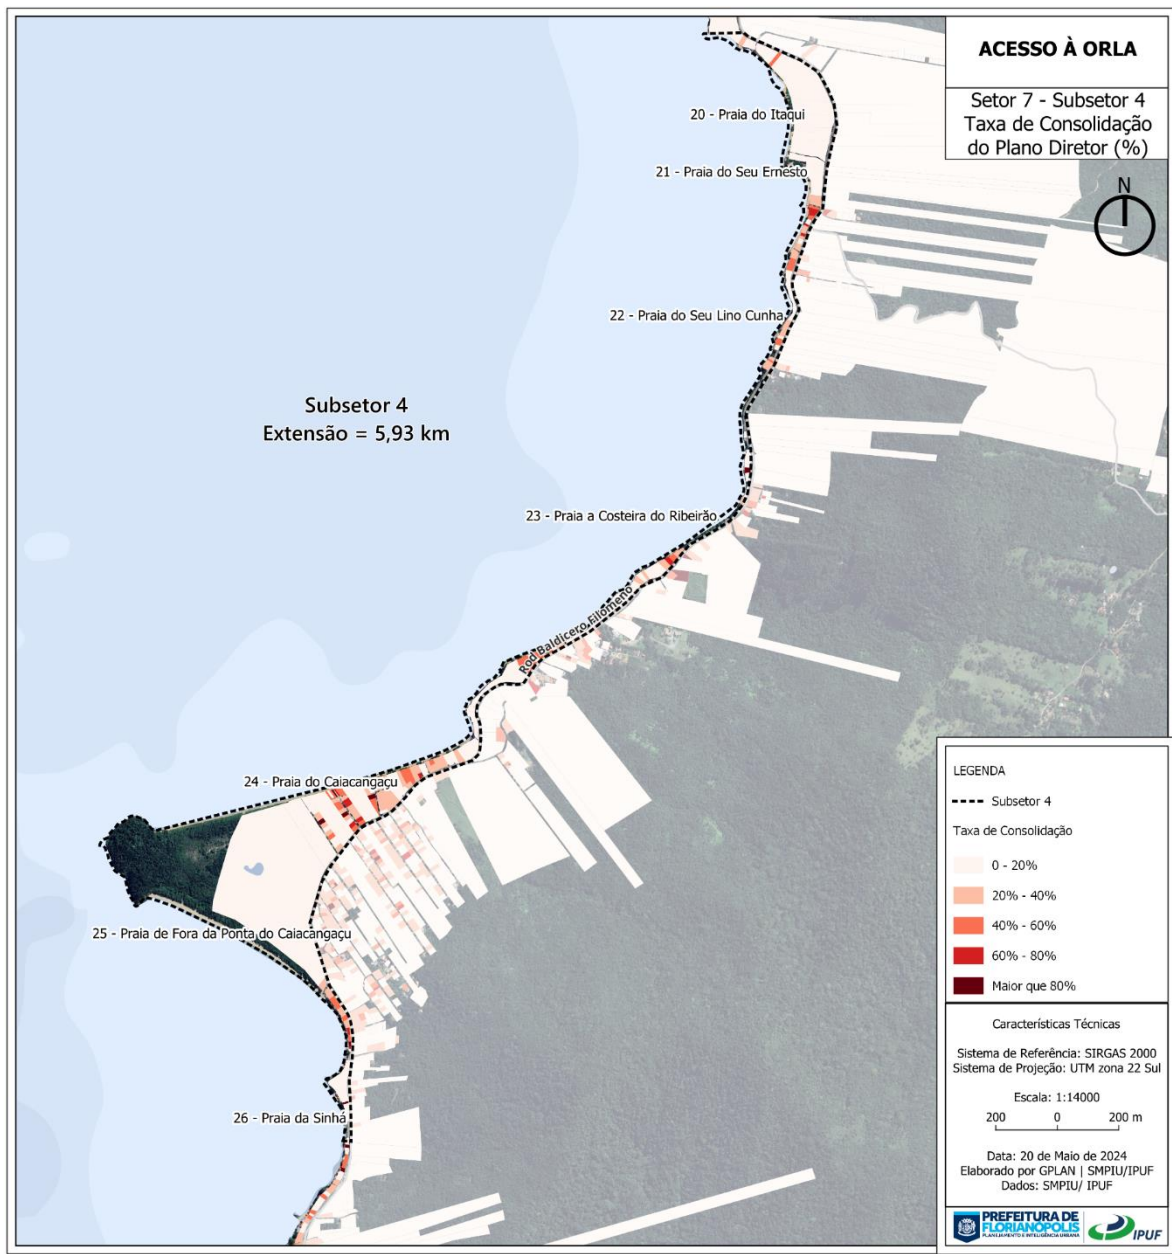 ACESSO À ORLA
Setor 7 - Subsetor 4
Taxa de Consolidação
do Plano Diretor (%)
N
20 - Praia do Itaqui
21 - Praia do Seu Ernesto
22 - Praia do Seu Lino Cunha
Subsetor 4
Extensão = 5,93 km
23 - Praia a Costeira do Ribeirão
Rod Baldicero Filomeno
24 - Praia do Caiacangaçu
25 - Praia de Fora da Ponta do Caiacangaçu
26 - Praia da Sinhá
LEGENDA
Subsetor 4
Taxa de Consolidação
0 - 20%
20% - 40%
40% - 60%
60% - 80%
Maior que 80%
Características Técnicas
Sistema de Referência: SIRGAS 2000
Sistema de Projeção: UTM zona 22 Sul
Escala: 1:14000
200 0 200 m
Data: 20 de Maio de 2024
Elaborado por GPLAN | SMPIU/IPUF
Dados: SMPIU/ IPUF
PREFEITURA DE
FLORIANÓPOLIS
PLANEJAMENTO E INTELIGÊNCIA URBANA
IPUF